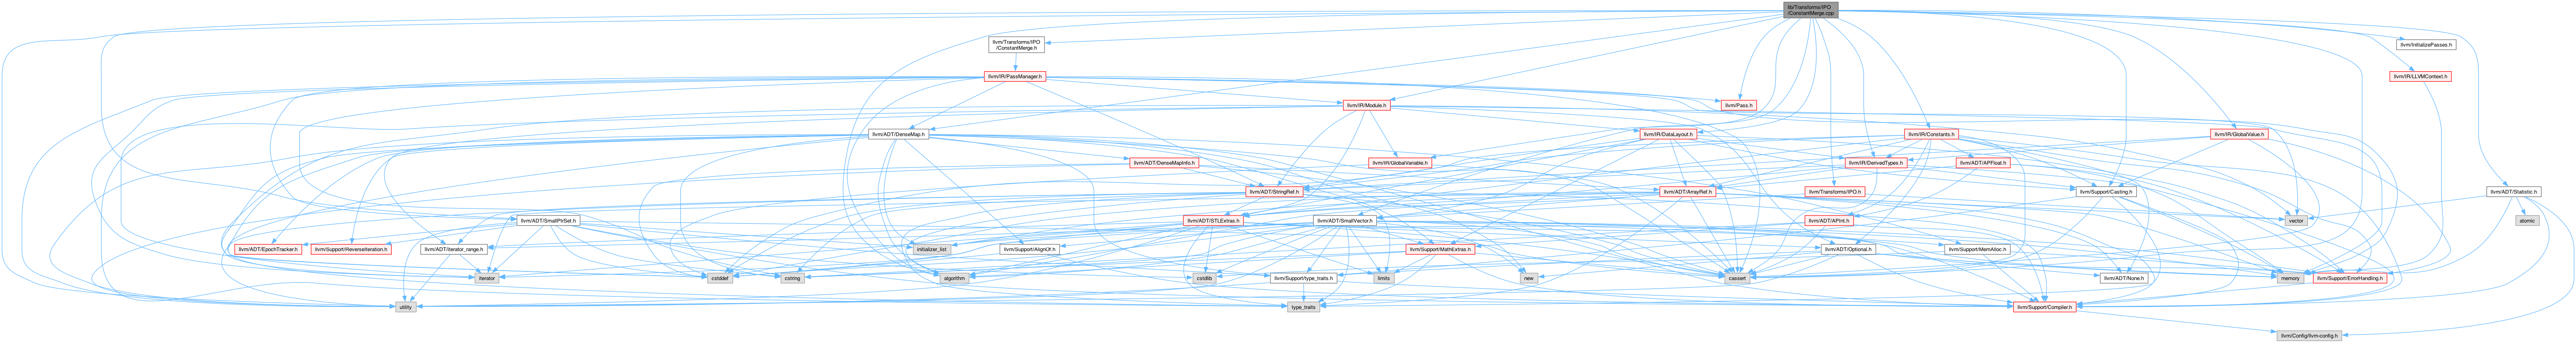 lib/Transforms/IPO
/ConstantMerge.cpp
llvm/Transforms/IPO
/ConstantMerge.h
llvm/InitializePasses.h
llvm/IR/PassManager.h
llvm/IR/LLVMContext.h
llvm/IR/Module.h
llvm/Pass.h
llvm/ADT/DenseMap.h
llvm/IR/DataLayout.h
llvm/IR/Constants.h
llvm/IR/GlobalValue.h
llvm/ADT/DenseMapInfo.h
llvm/IR/GlobalVariable.h
llvm/IR/DerivedTypes.h
llvm/ADT/APFloat.h
llvm/ADT/StringRef.h
llvm/ADT/ArrayRef.h
llvm/Transforms/IPO.h
llvm/Support/Casting.h
llvm/ADT/Statistic.h
llvm/ADT/SmallPtrSet.h
llvm/ADT/STLExtras.h
llvm/ADT/SmallVector.h
llvm/ADT/APInt.h
vector
atomic
llvm/ADT/EpochTracker.h
llvm/Support/ReverseIteration.h
llvm/ADT/iterator_range.h
initializer_list
llvm/Support/AlignOf.h
llvm/Support/MathExtras.h
llvm/ADT/Optional.h
llvm/Support/MemAlloc.h
iterator
cstddef
cstring
algorithm
cstdlib
llvm/Support/type_traits.h
limits
new
cassert
llvm/ADT/None.h
memory
llvm/Support/ErrorHandling.h
utility
type_traits
llvm/Support/Compiler.h
llvm/Config/llvm-config.h